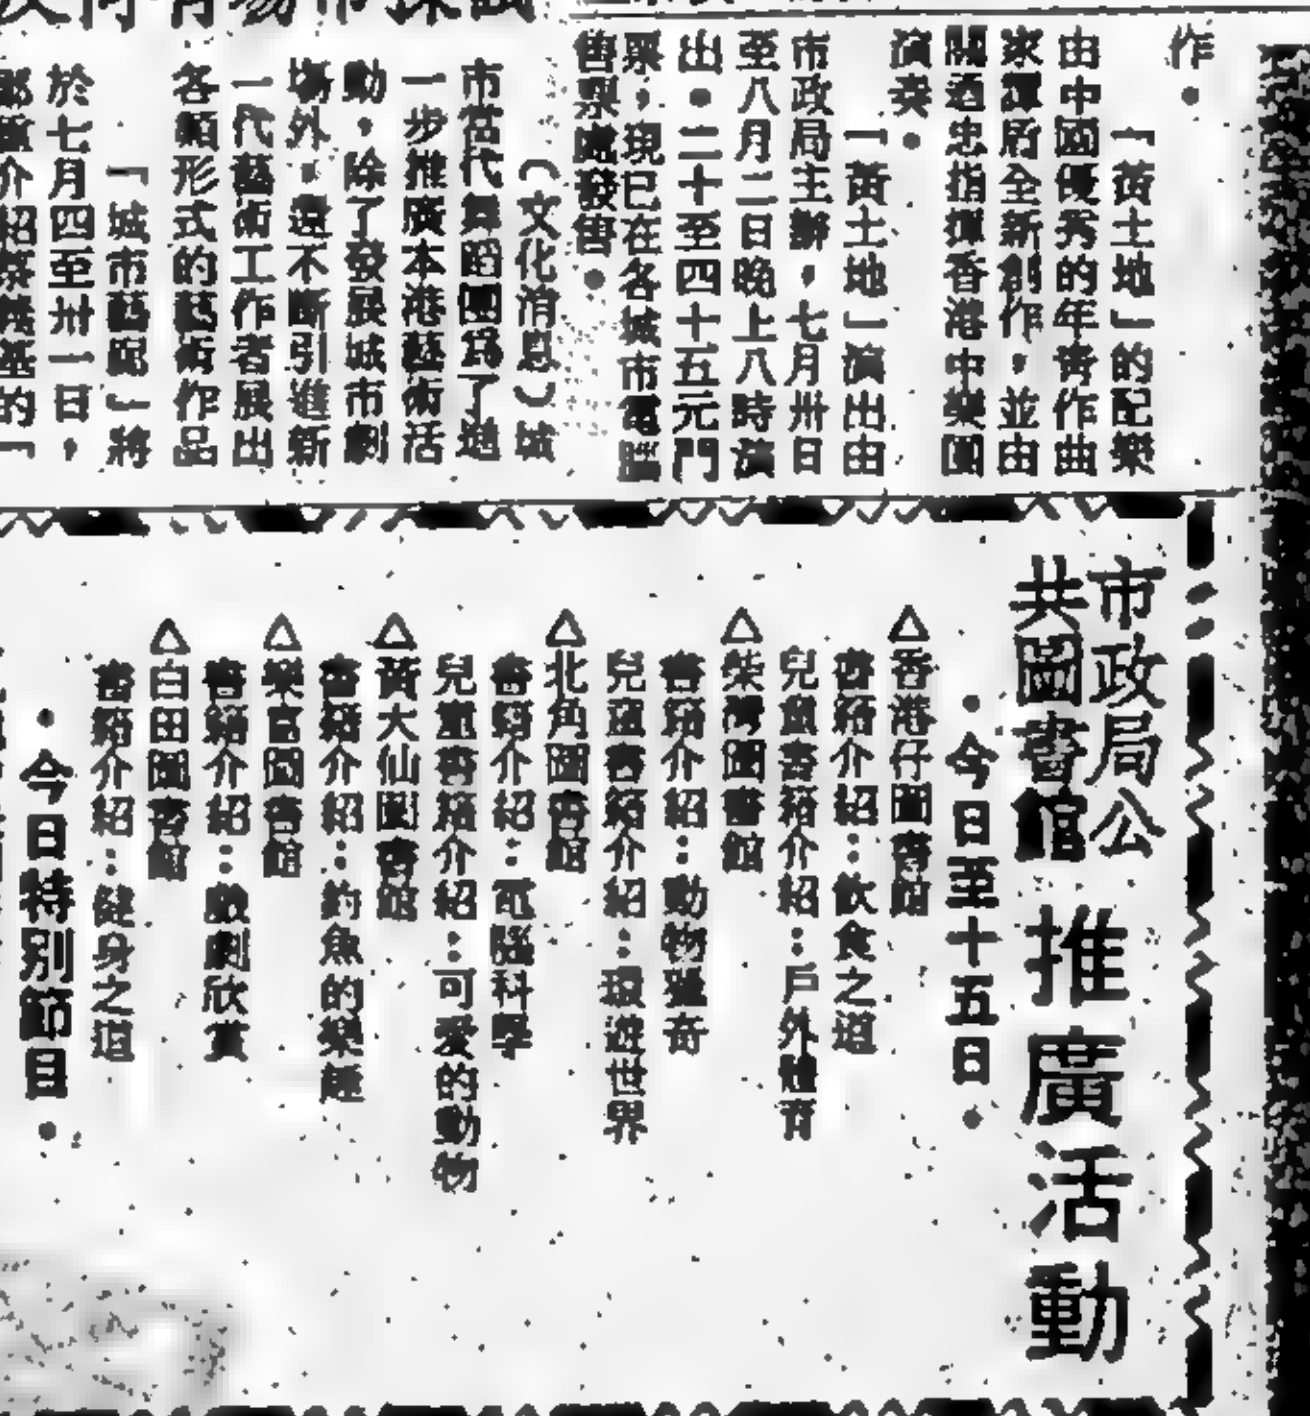 作。
「黃土地」的配樂
由中國優秀的年青作曲
家譚盾全新創作,並由
關迺忠指揮香港中樂團
演奏。
「黃土地」演出由
市政局主辦,七月卅日
至八月二日晚上八時演
出。二十至四十五元門
票,現已在各城市電腦
售票處發售。
(文化消息)城
市當代舞蹈團爲了進
一步推廣本港藝術活
動,除了發展城市劇
場外,還不斷引進新
一代藝術工作者展出
各類形式的藝術作品
「城市藝廊」將
於七月四至卅一日,
介紹 的「
市政局公
共圖書館
推廣活動
•今日至十五日•
△香港仔圖書館
書籍介紹:飲食之道
兒童書籍介紹:戶外體育
△柴灣圖書館
書籍介紹:動物獵奇
兒童書籍介紹:環遊世界
△北角圖書館
書籍介紹:電腦科學
兒童書籍介紹:可愛的動物
△黃大仙圖書館
書籍介紹:釣魚的樂趣
△樂富圖書館
書籍介紹:戲劇欣賞
△白田圖書館
書籍介紹:健身之道
•今日特別節目•